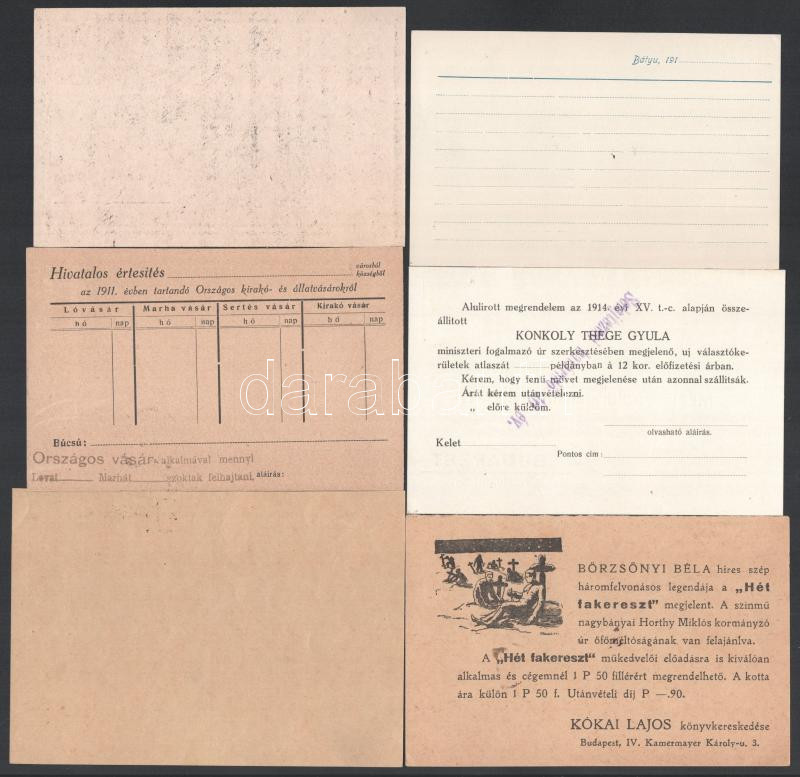 Bátyu, 191
Hivatalos értesítés
városból
községből
az 1911. évben tartandó Országos kirakó- és állatvásárokról
Lóvásár
Marha vásár
Sertés vásár
Kirakó vásár
hó nap hó nap hó nap hó nap
Búcsú:
Országos vásár alkalmával mennyi
Lovat Marhát szoktak felhajtani, aláirás:
Alulirott megrendelem az 1914. évi XV. t.-c. alapján össze-
állitott
KONKOLY THEGE GYULA
miniszteri fogalmazó úr szerkesztésében megjelenő, uj választóke-
rületek atlaszát példányban á 12 kor. előfizetési árban.
Kérem, hogy fenti művet megjelenése után azonnal szállitsák.
Árát kérem utánvételezni.
„ előre küldöm.
olvasható aláirás.
Kelet
Pontos cim:
BÖRZSÖNYI BÉLA hires szép
háromfelvonásos legendája a „Hét
fakereszt" megjelent. A szinmű
nagybányai Horthy Miklós kormányzó
úr őfőméltóságának van felajánlva.
A „Hét fakereszt" műkedvelői előadásra is kiválóan
alkalmas és cégemnél 1 P 50 fillérért megrendelhető. A kotta
ára külön 1 P 50 f. Utánvételi dij P —.90.
KÓKAI LAJOS könyvkereskedése
Budapest, IV. Kamermayer Károly-u. 3.
darabanth